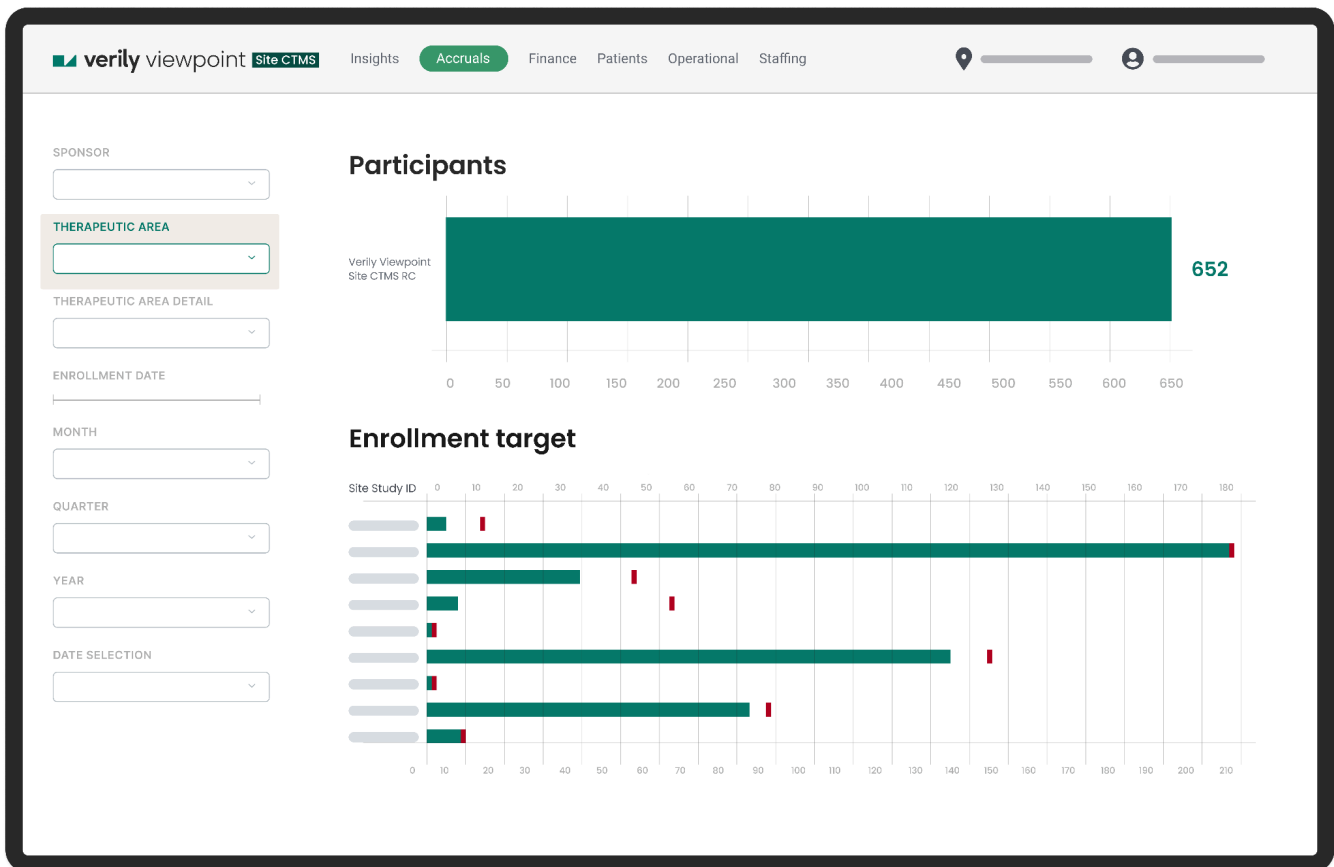 verily viewpoint Site CTMS
Insights Accruals Finance Patients Operational Staffing
SPONSOR
THERAPEUTIC AREA
THERAPEUTIC AREA DETAIL
ENROLLMENT DATE
MONTH
QUARTER
YEAR
DATE SELECTION
Participants
Verily Viewpoint
Site CTMS RC
652
0 50 100 150 200 250 300 350 400 450 500 550 600 650
Enrollment target
Site Study ID 0 10 20 30 40 50 60 70 80 90 100 110 120 130 140 150 160 170 180
0 10 20 30 40 50 60 70 80 90 100 110 120 130 140 150 160 170 180 190 200 210